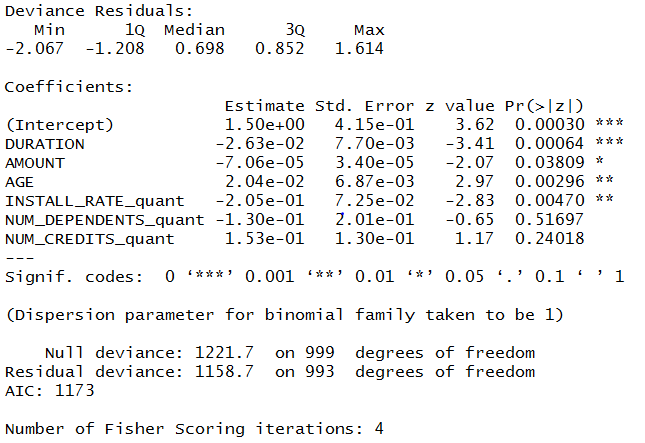 Deviance Residuals:
Min 1Q Median 3Q Max
-2.067 -1.208 0.698 0.852 1.614
Coefficients:
Estimate Std. Error z value Pr(>|z|)
(Intercept) 1.50e+00 4.15e-01 3.62 0.00030 ***
DURATION -2.63e-02 7.70e-03 -3.41 0.00064 ***
AMOUNT -7.06e-05 3.40e-05 -2.07 0.03809 *
AGE 2.04e-02 6.87e-03 2.97 0.00296 **
INSTALL_RATE_quant -2.05e-01 7.25e-02 -2.83 0.00470 **
NUM_DEPENDENTS_quant -1.30e-01 2.01e-01 -0.65 0.51697
NUM_CREDITS_quant 1.53e-01 1.30e-01 1.17 0.24018
---
Signif. codes: 0 ‘***’ 0.001 ‘**’ 0.01 ‘*’ 0.05 ‘.’ 0.1 ‘ ’ 1
(Dispersion parameter for binomial family taken to be 1)
Null deviance: 1221.7 on 999 degrees of freedom
Residual deviance: 1158.7 on 993 degrees of freedom
AIC: 1173
Number of Fisher Scoring iterations: 4